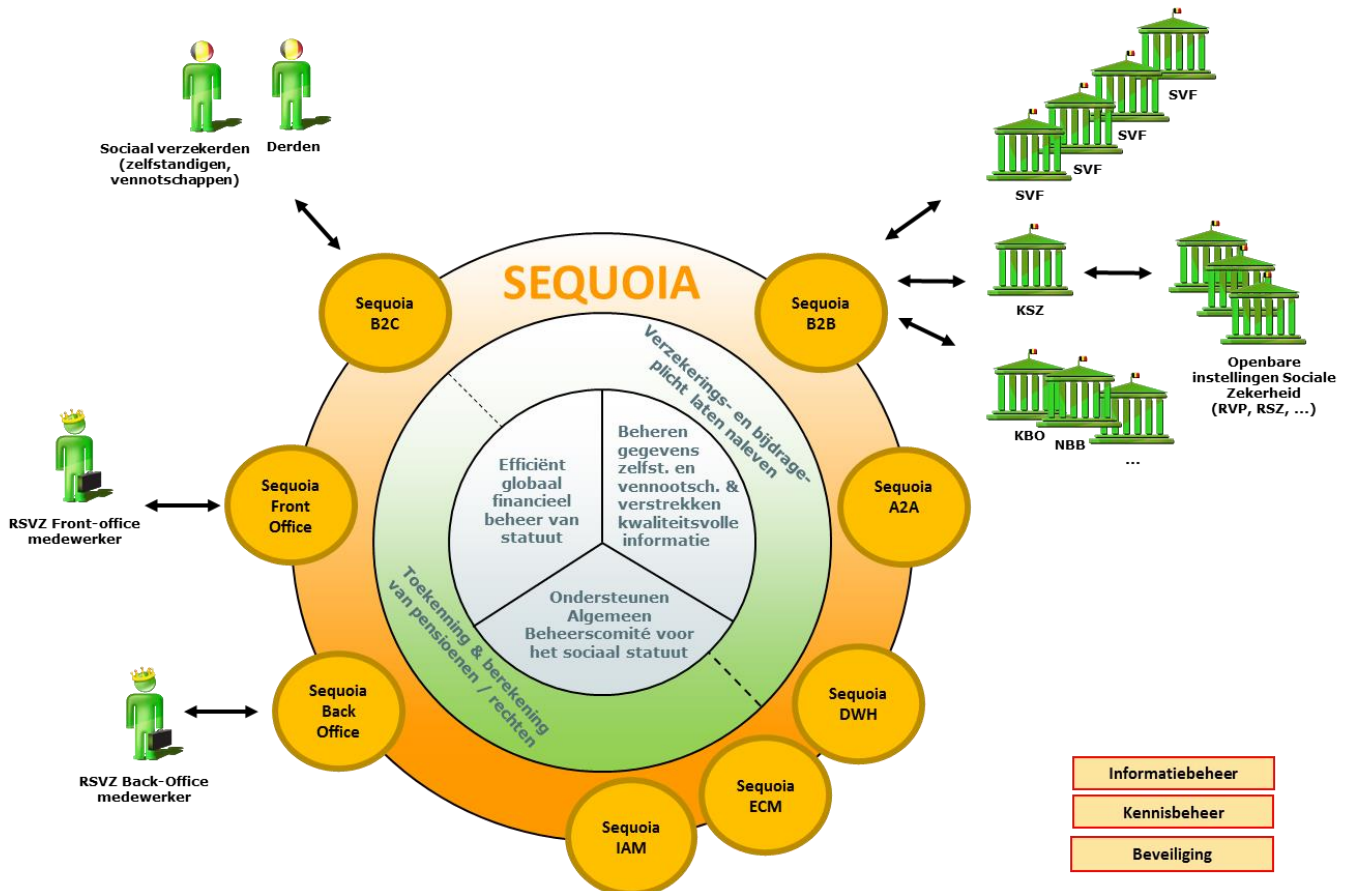 Sociaal verzekerden
(zelfstandigen,
vennotschappen)
Derden
SVF
SVF
SVF
SVF
KSZ
Openbare
instellingen Sociale
Zekerheid
(RVP, RSZ, ...)
KBO
NBB
...
SEQUOIA
Sequoia
B2C
Sequoia
B2B
Verzekerings- en bijdrage-
plicht laten naleven
Efficiënt
globaal
financieel
beheer van
statuut
Beheren
gegevens
zelfst. en
vennootsch. &
verstrekken
kwaliteitsvolle
informatie
Sequoia
Front
Office
Sequoia
A2A
RSVZ Front-office
medewerker
Ondersteunen
Algemeen
Beheerscomité voor
het sociaal statuut
Toekenning & berekening
van pensioenen / rechten
Sequoia
Back
Office
Sequoia
DWH
RSVZ Back-Office
medewerker
Sequoia
ECM
Sequoia
IAM
Informatiebeheer
Kennisbeheer
Beveiliging